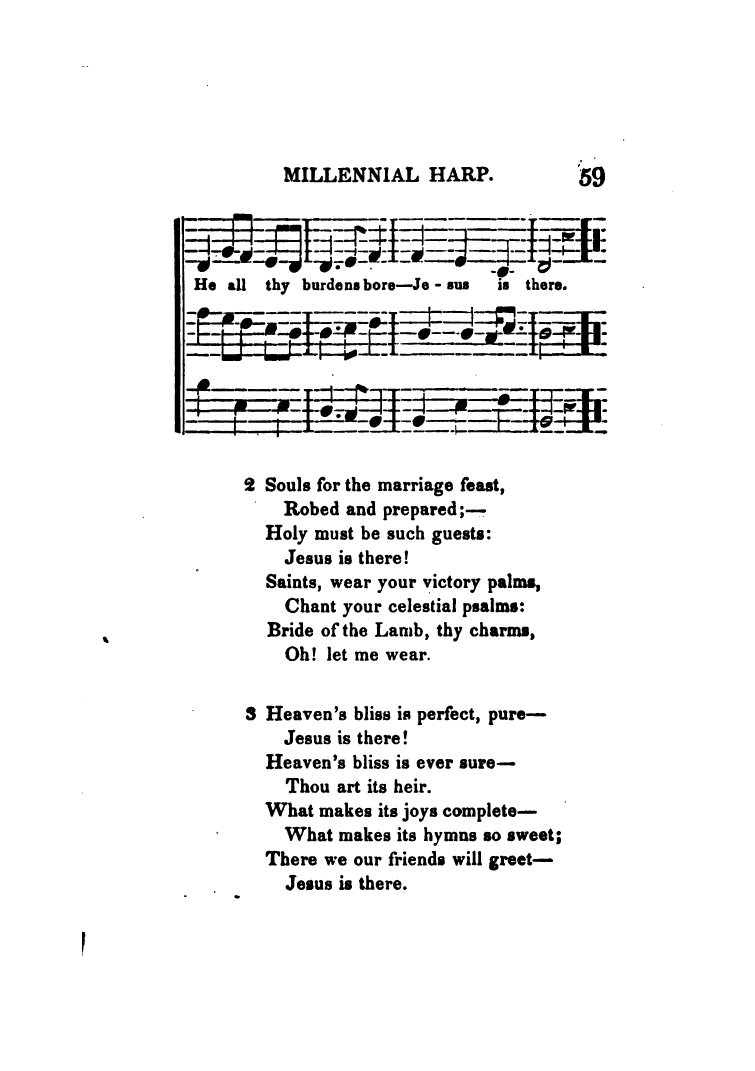 MILLENNIAL HARP. 59
He all thy burdens bore—Je - sus is there.
2 Souls for the marriage feast,
Robed and prepared;—
Holy must be such guests:
Jesus is there!
Saints, wear your victory palms,
Chant your celestial psalms:
Bride of the Lamb, thy charms,
Oh! let me wear.
3 Heaven's bliss is perfect, pure—
Jesus is there!
Heaven's bliss is ever sure—
Thou art its heir.
What makes its joys complete—
What makes its hymns so sweet;
There we our friends will greet—
Jesus is there.